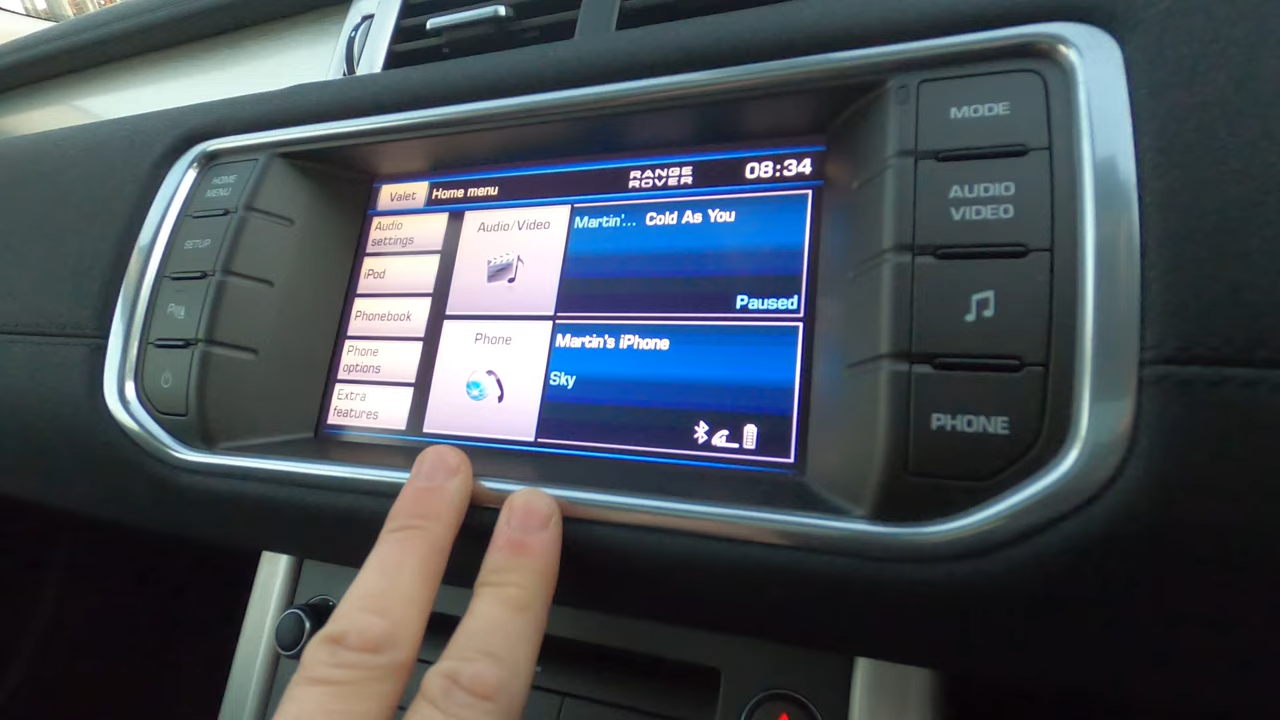 HOME
MENU
SETUP
Valet
Home menu
RANGE
ROVER
08:34
Audio
settings
iPod
Phonebook
Phone
options
Extra
features
Audio/Video
Martin'... Cold As You
Paused
Phone
Martin's iPhone
Sky
MODE
AUDIO
VIDEO
PHONE